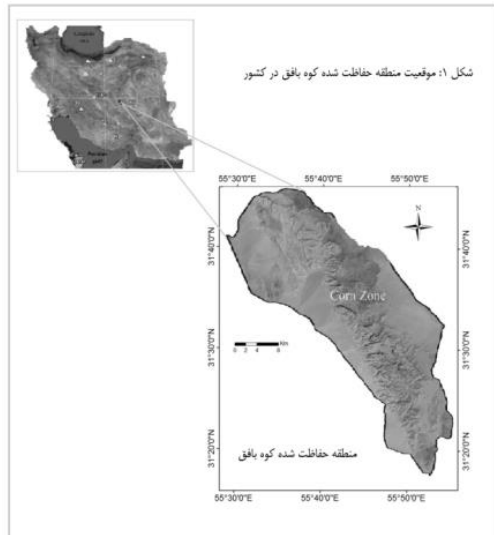 شکل ۱: موقعیت منطقه حفاظت شده کوه بافق در کشور
55°30'0"E 55°40'0"E 55°50'0"E
N
31°40'0"N 31°40'0"N
Core Zone
31°30'0"N 31°30'0"N
0 2 4 8 Km
31°20'0"N 31°20'0"N
منطقه حفاظت شده کوه بافق
55°30'0"E 55°40'0"E 55°50'0"E